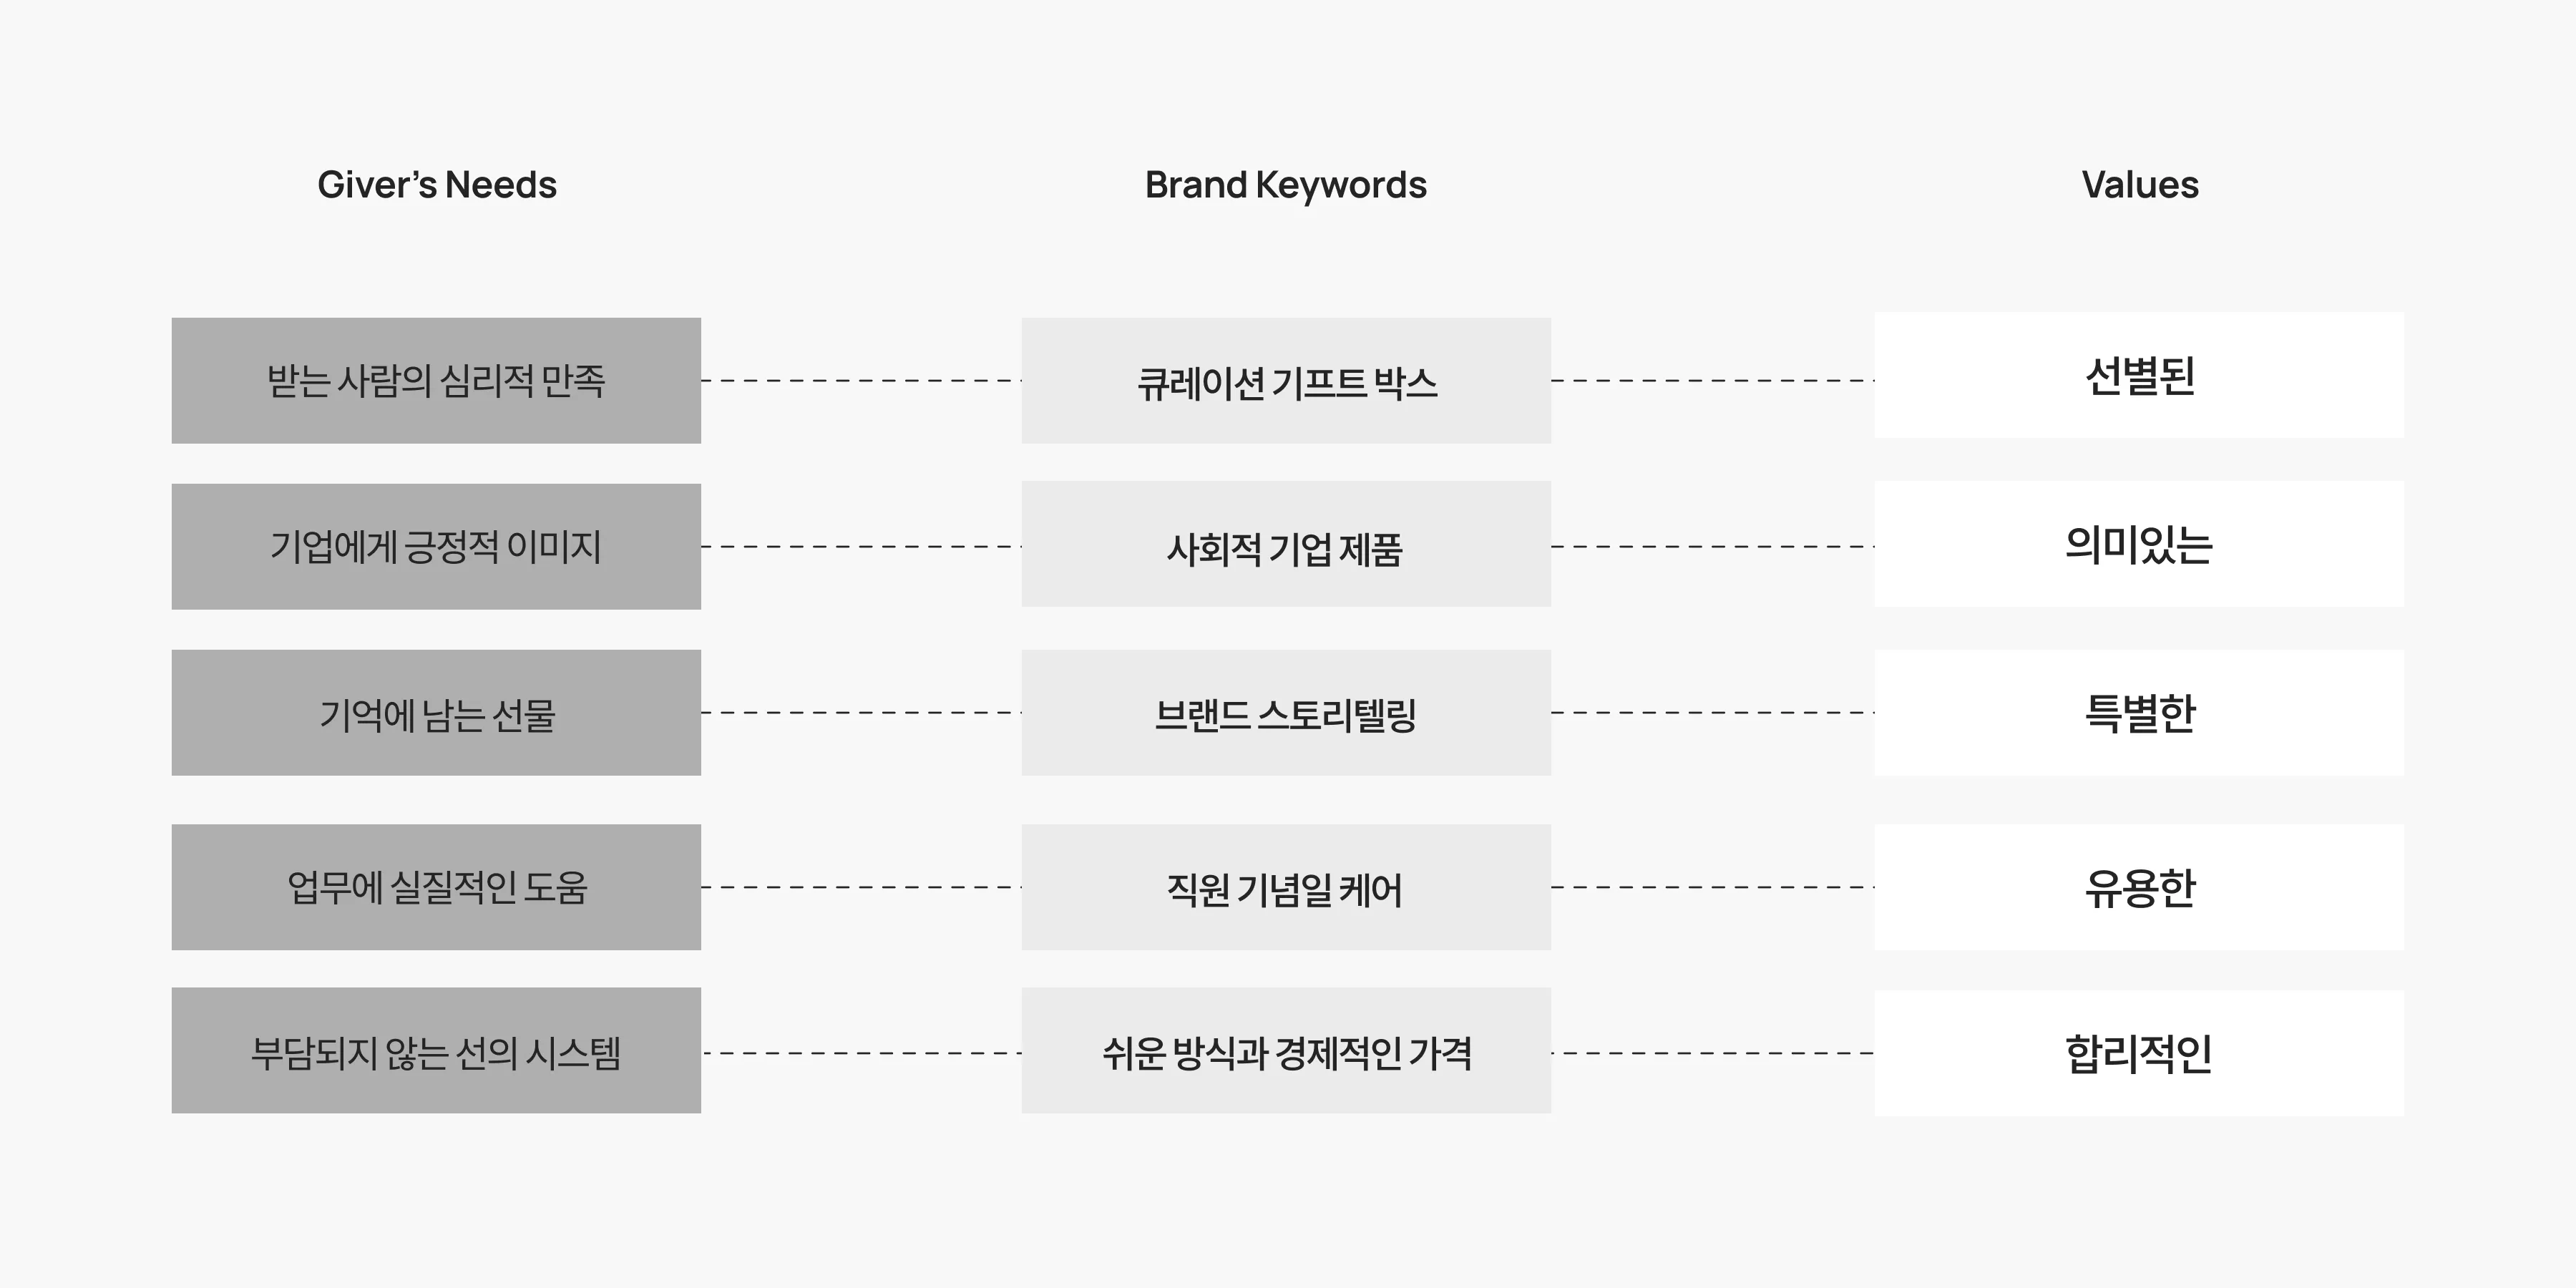 Giver’s Needs
Brand Keywords
Values
받는 사람의 심리적 만족
큐레이션 기프트 박스
선별된
기업에게 긍정적 이미지
사회적 기업 제품
의미있는
기억에 남는 선물
브랜드 스토리텔링
특별한
업무에 실질적인 도움
직원 기념일 케어
유용한
부담되지 않는 선의 시스템
쉬운 방식과 경제적인 가격
합리적인